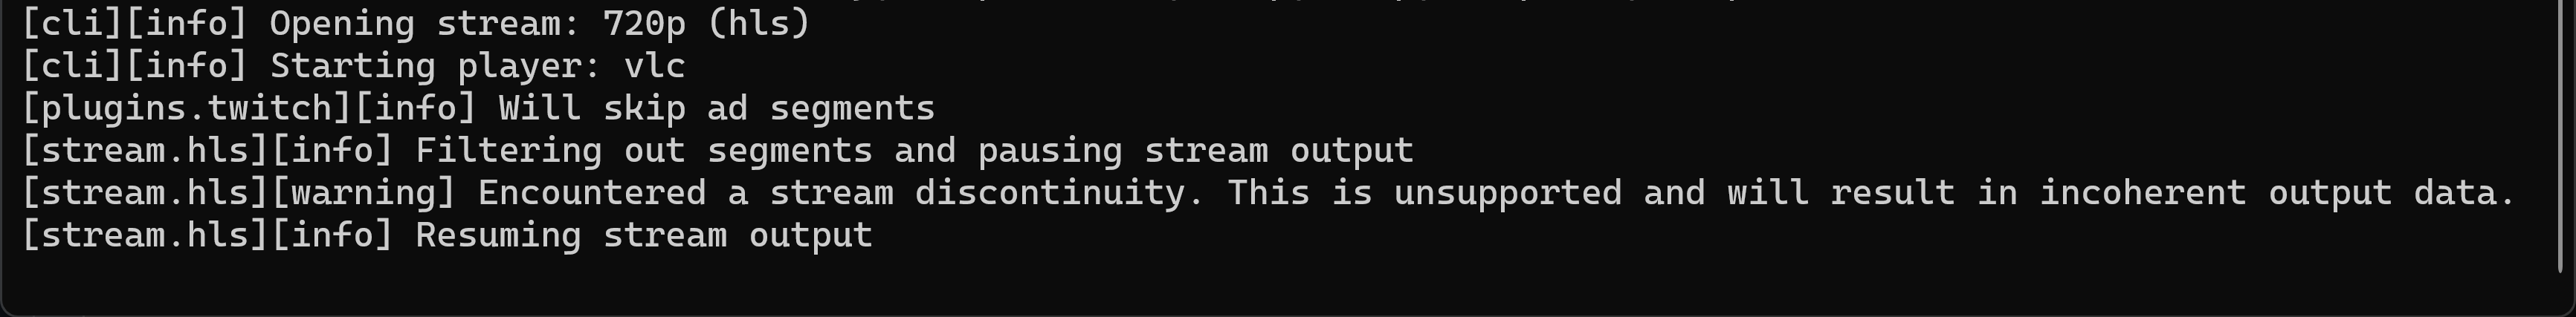 [cli][info] Opening stream: 720p (hls)
[cli][info] Starting player: vlc
[plugins.twitch][info] Will skip ad segments
[stream.hls][info] Filtering out segments and pausing stream output
[stream.hls][warning] Encountered a stream discontinuity. This is unsupported and will result in incoherent output data.
[stream.hls][info] Resuming stream output